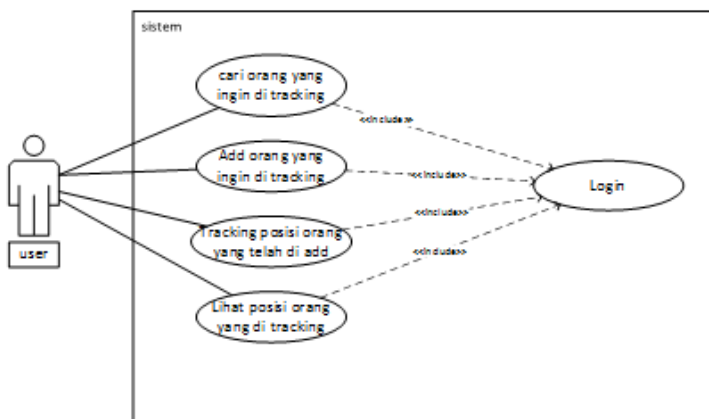 sistem
cari orang yang
ingin di tracking
<<Include>>
Add orang yang
ingin di tracking
<<Include>>
Login
<<Include>>
Tracking posisi orang
yang telah di add
user
<<Include>>
Lihat posisi orang
yang di tracking